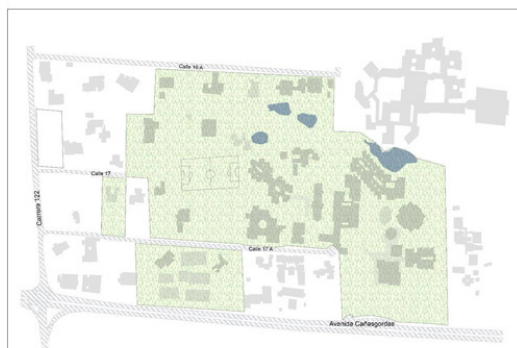 Calle 16 A
Calle 17
Carrera 122
Calle 17 A
Avenida Cañasgordas